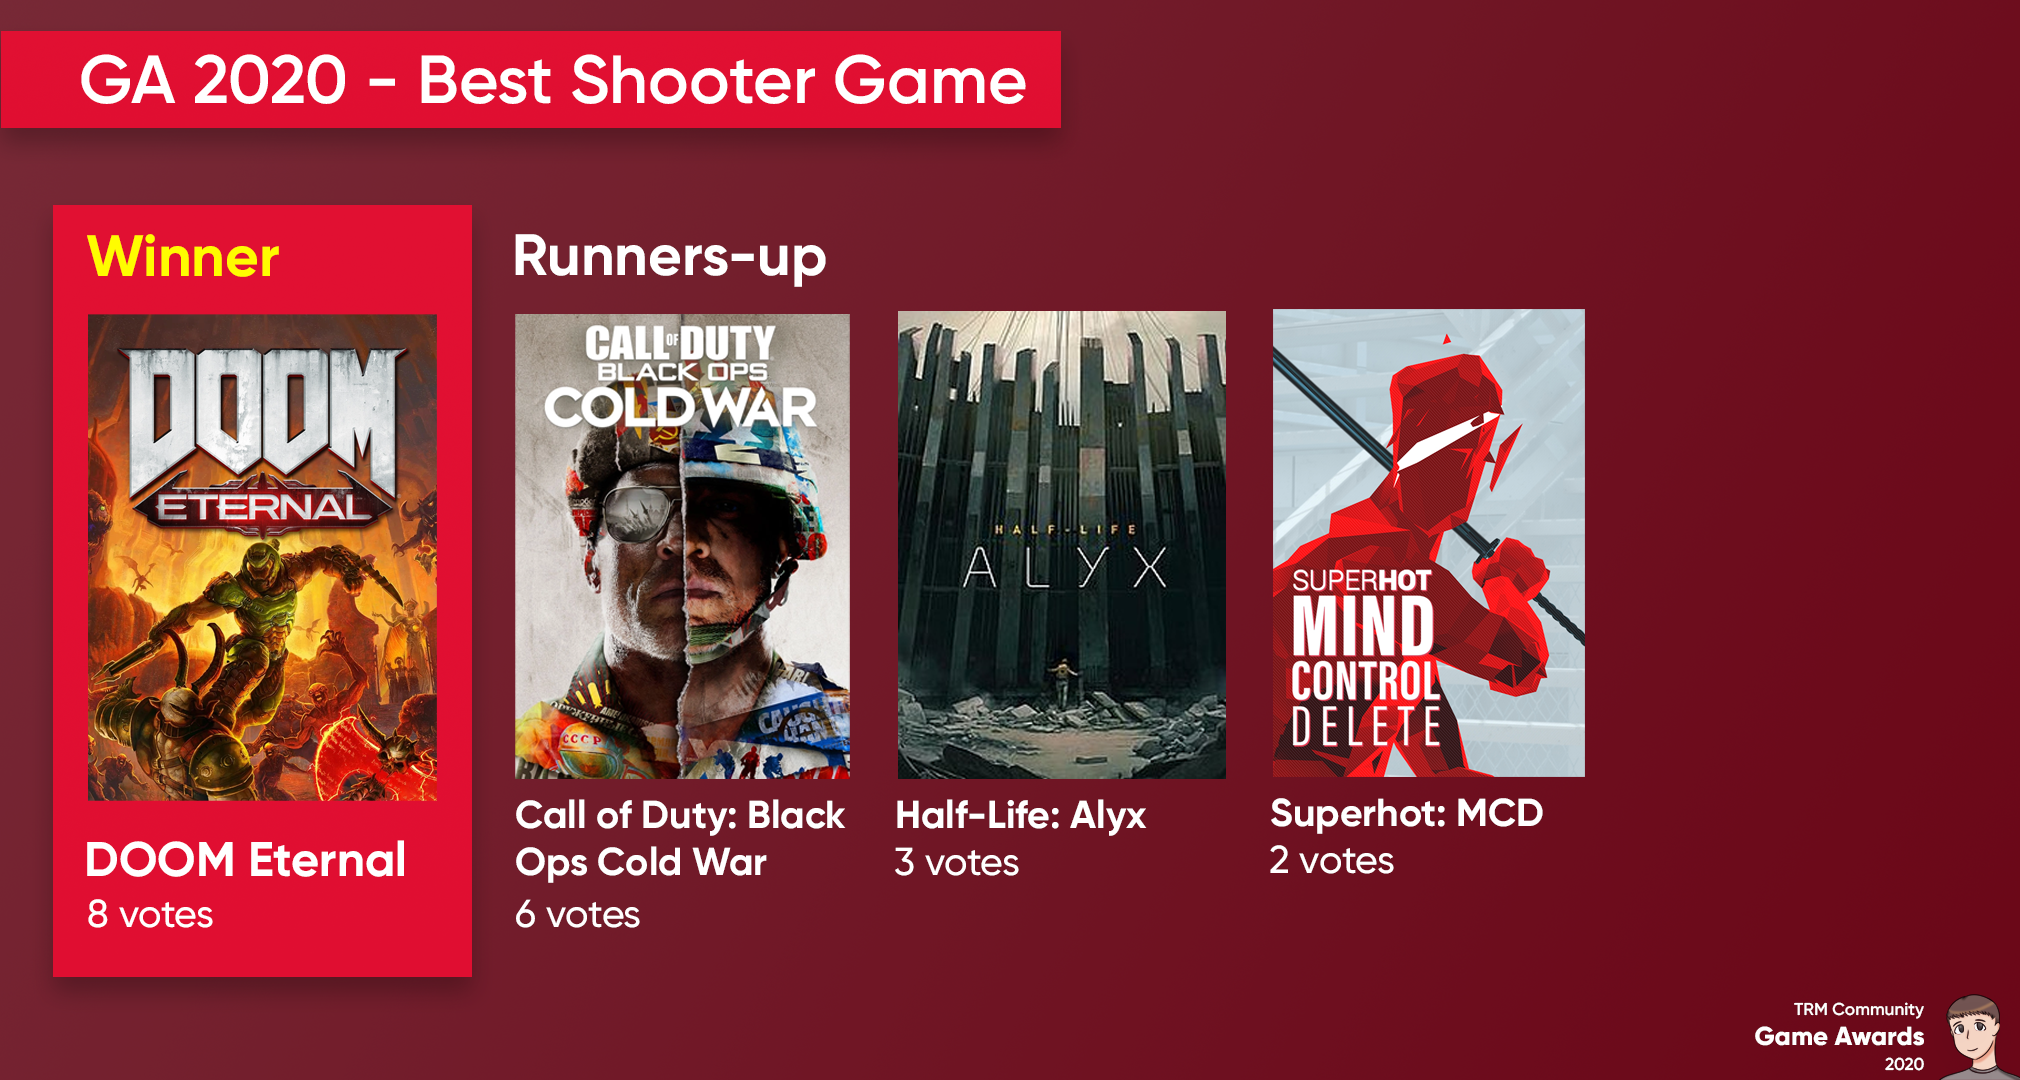 GA 2020 - Best Shooter Game
Winner
DOOM
ETERNAL
DOOM Eternal
8 votes
Runners-up
CALL OF DUTY
BLACK OPS
COLD WAR
CCCP
Call of Duty: Black
Ops Cold War
6 votes
HALF-LIFE
ALYX
Half-Life: Alyx
3 votes
SUPERHOT
MIND
CONTROL
DELETE
Superhot: MCD
2 votes
TRM Community
Game Awards
2020